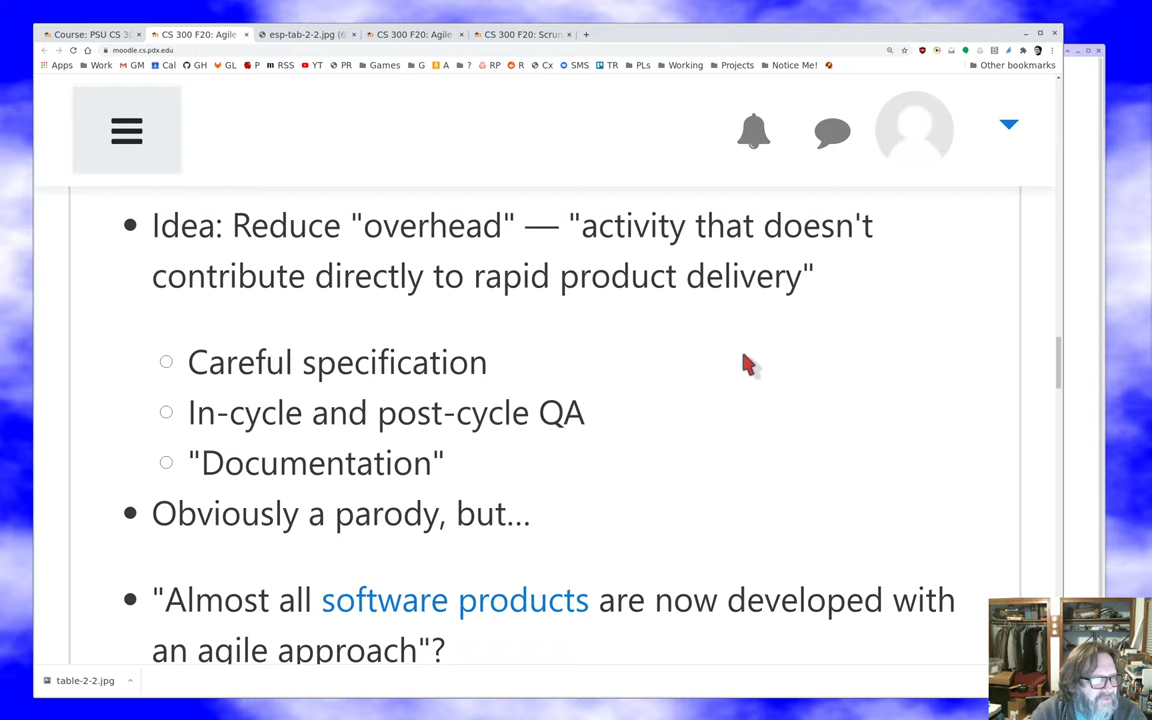 Course: PSU CS 30
CS 300 F20: Agile
esp-tab-2-2.jpg (6
CS 300 F20: Agile
CS 300 F20: Scrun
moodle.cs.pdx.edu
Apps Work GM Cal GH GL P RSS YT PR Games G A ? RP R Cx SMS TR PLs Working Projects Notice Me! Other bookmarks
• Idea: Reduce "overhead" — "activity that doesn't
contribute directly to rapid product delivery"
○ Careful specification
○ In-cycle and post-cycle QA
○ "Documentation"
• Obviously a parody, but...
• "Almost all software products are now developed with
an agile approach"?
table-2-2.jpg